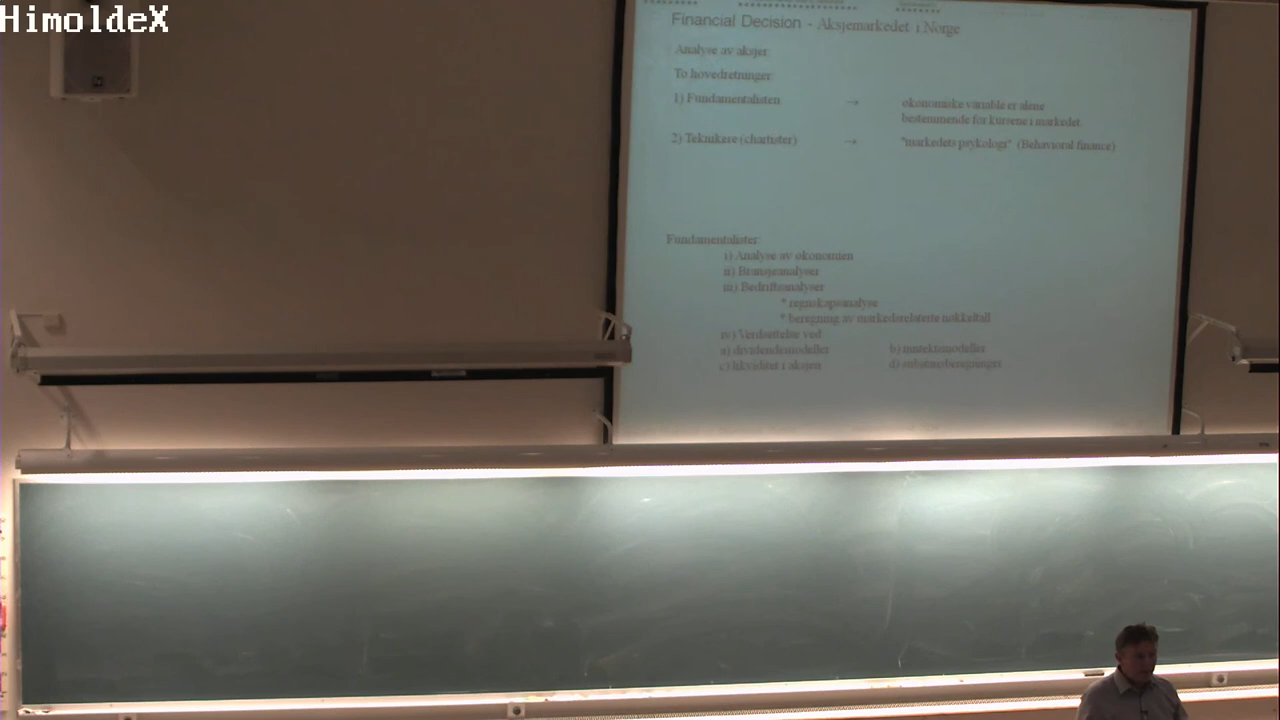 HimoldeX
Financial Decision - Aksjemarkedet i Norge
Analyse av aksjer
To hovedretninger:
1) Fundamentalisten → økonomiske variable er alene
bestemmende for kursene i markedet.
2) Teknikere (chartister) → "markedets psykologi" (Behavioral finance)
Fundamentalister:
i) Analyse av økonomien
ii) Bransjeanalyser
iii) Bedriftsanalyser
* regnskapsanalyse
* beregning av markedsrelaterte nøkkeltall
iv) Verdsettelse ved
a) dividendemodeller b) inntektsmodeller
c) likviditet i aksjen d) substansberegninger